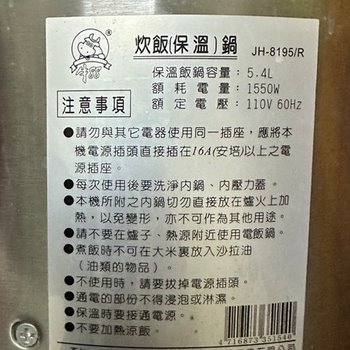 牛88
炊飯(保溫)鍋 JH-8195/R
保溫飯鍋容量：5.4L
額耗電量：1550W
額定電壓：110V 60Hz
注意事項
●請勿與其它電器使用同一插座，應將本
機電源插頭直接插在16A(安培)以上之電
源插座。
●每次使用後要洗淨內鍋、內壓力蓋。
●本機所附之內鍋切勿直接放在爐火上加
熱，以免變形，亦不可作為其他用途。
●請不要在爐子、熱源附近使用電飯鍋。
●煮飯時不可在大米裏放入沙拉油
(油類的物品)。
●不使用時，請要拔掉電源插頭。
●通電的部份不得浸泡或淋濕。
●保溫時要接通電源。
●不要加熱涼飯。
4 716873 351540